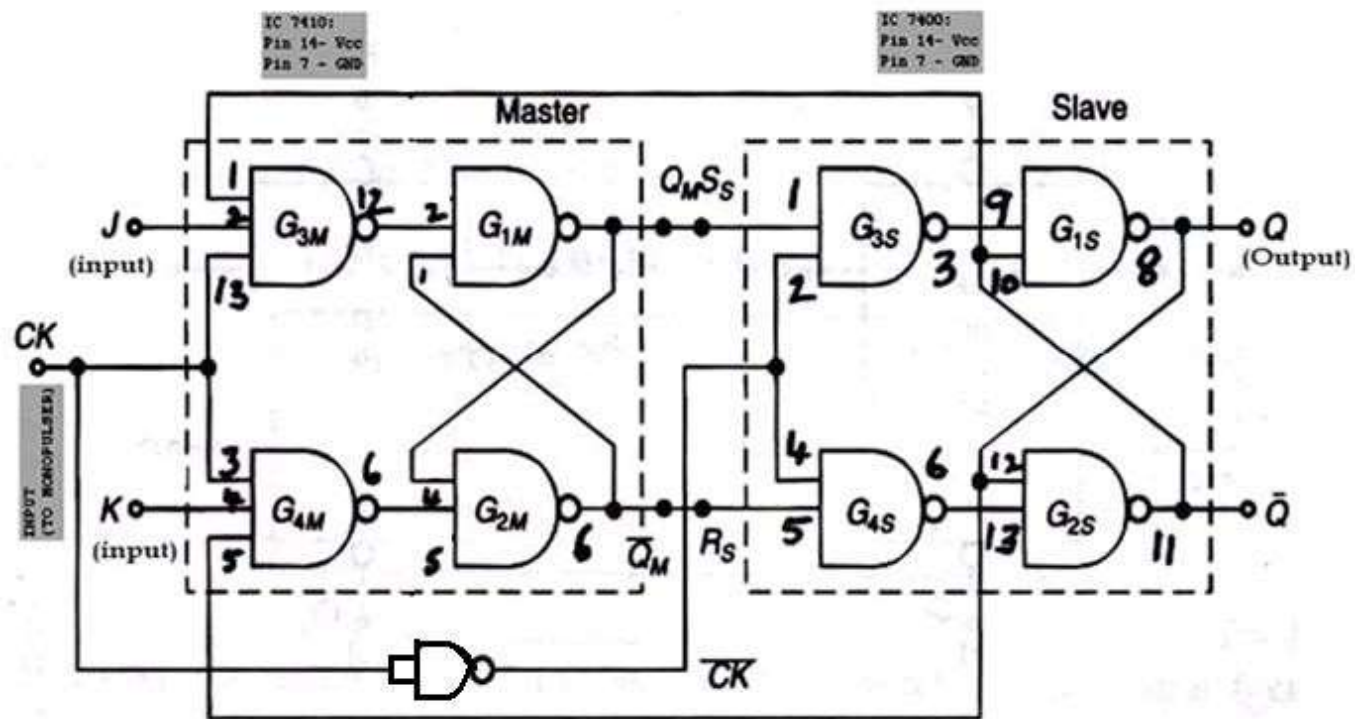 IC 7410:
Pin 14- Vcc
Pin 7 - GND
IC 7400:
Pin 14- Vcc
Pin 7 - GND
Master
Slave
1
J
(input)
2
13
G3M
12
2
1
G1M
QM SS
1
2
G3S
3
9
10
G1S
8
Q
(Output)
CK
INPUT
(TO MONOPULSER)
3
K
(input)
4
5
G4M
6
4
5
G2M
6
Q̅M
RS
4
5
G4S
6
12
13
G2S
11
Q̅
C̅K̅